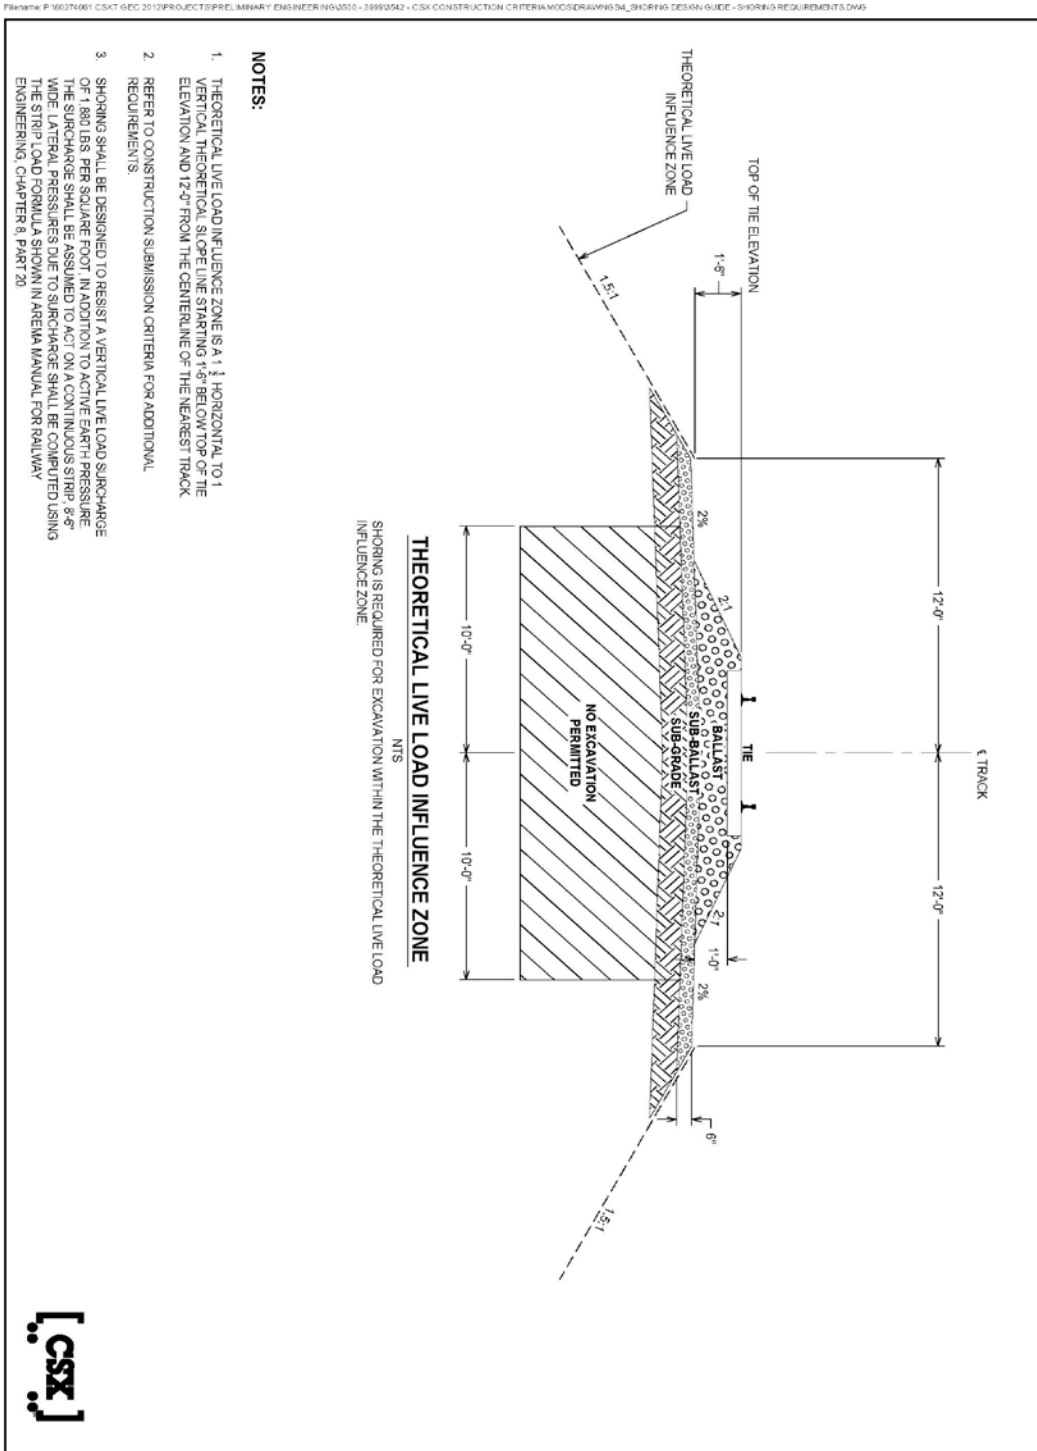 Filename: P:\60274061 CSXT GEC 2012\PROJECTS\PRELIMINARY ENGINEERING\3500 - 3999\3542 - CSX CONSTRUCTION CRITERIA MODS\DRAWINGS\4_SHORING DESIGN GUIDE - SHORING REQUIREMENTS.DWG
℄ TRACK
12'-0"
12'-0"
TOP OF TIE ELEVATION
1'-6"
THEORETICAL LIVE LOAD
INFLUENCE ZONE
1.5:1
2%
2:1
TIE
BALLAST
SUB-BALLAST
SUB-GRADE
2:1
1'-0"
2%
6"
1.5:1
NO EXCAVATION
PERMITTED
10'-0"
10'-0"
THEORETICAL LIVE LOAD INFLUENCE ZONE
NTS
SHORING IS REQUIRED FOR EXCAVATION WITHIN THE THEORETICAL LIVE LOAD
INFLUENCE ZONE.
NOTES:
1. THEORETICAL LIVE LOAD INFLUENCE ZONE IS A 1 ½ HORIZONTAL TO 1
VERTICAL THEORETICAL SLOPE LINE STARTING 1'-6" BELOW TOP OF TIE
ELEVATION AND 12'-0" FROM THE CENTERLINE OF THE NEAREST TRACK.
2. REFER TO CONSTRUCTION SUBMISSION CRITERIA FOR ADDITIONAL
REQUIREMENTS.
3. SHORING SHALL BE DESIGNED TO RESIST A VERTICAL LIVE LOAD SURCHARGE
OF 1,880 LBS. PER SQUARE FOOT, IN ADDITION TO ACTIVE EARTH PRESSURE.
THE SURCHARGE SHALL BE ASSUMED TO ACT ON A CONTINUOUS STRIP, 8'-6"
WIDE. LATERAL PRESSURES DUE TO SURCHARGE SHALL BE COMPUTED USING
THE STRIP LOAD FORMULA SHOWN IN AREMA MANUAL FOR RAILWAY
ENGINEERING, CHAPTER 8, PART 20.
CSX